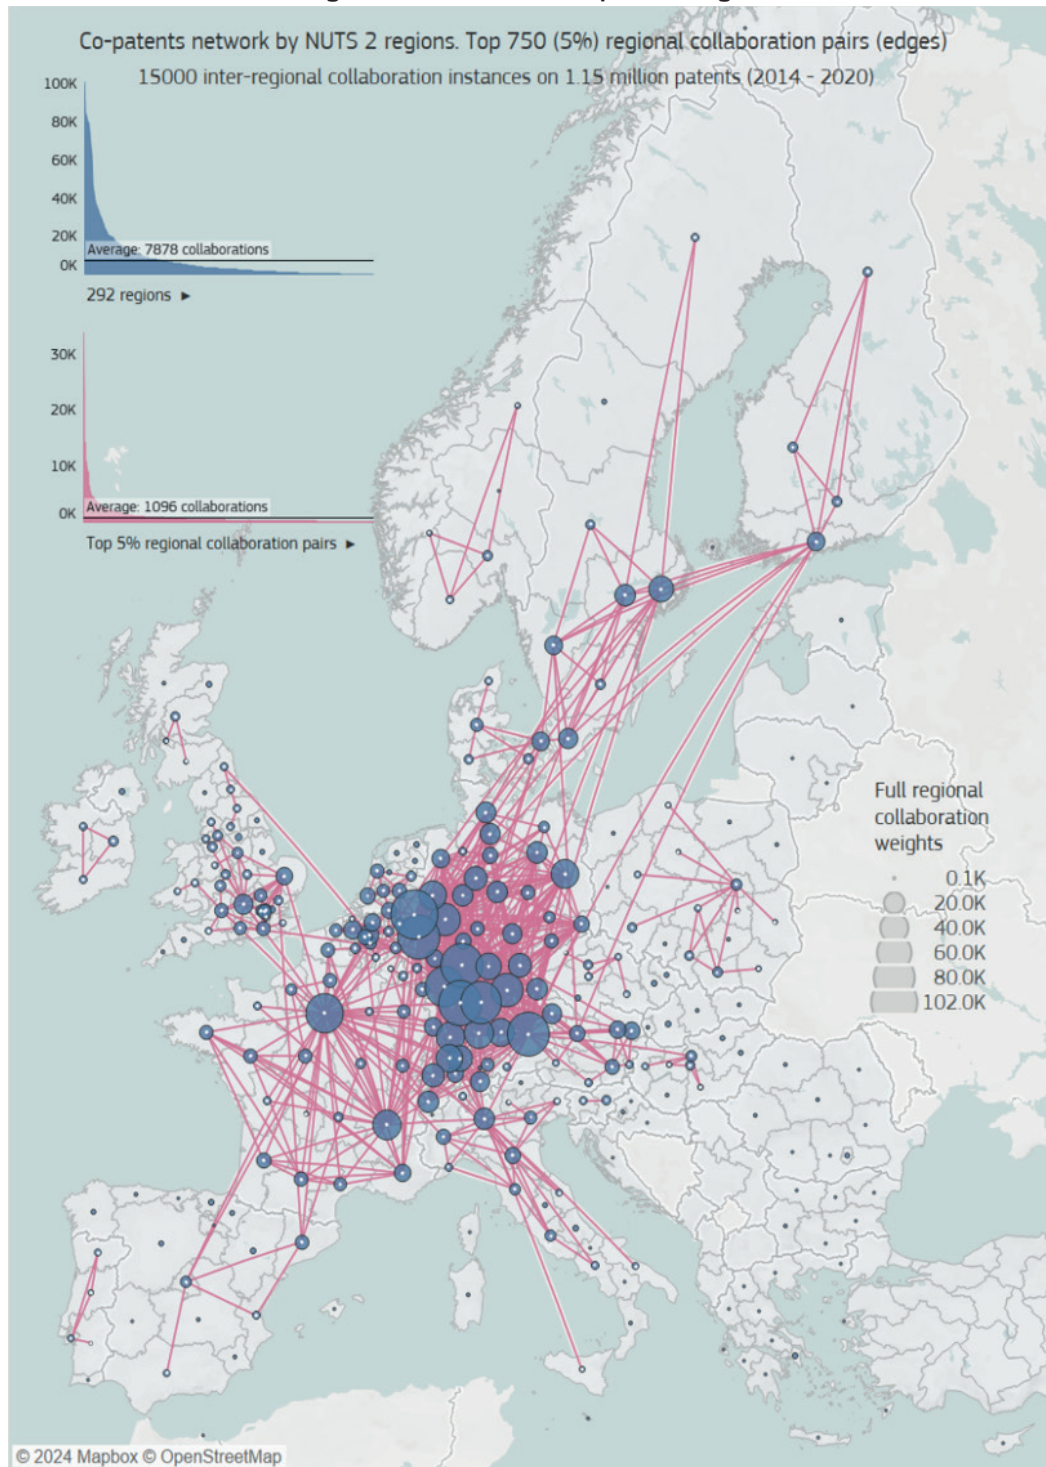 Co-patents network by NUTS 2 regions. Top 750 (5%) regional collaboration pairs (edges)
15000 inter-regional collaboration instances on 1.15 million patents (2014 - 2020)
100K
80K
60K
40K
20K
0K
Average: 7878 collaborations
292 regions ►
30K
20K
10K
0K
Average: 1096 collaborations
Top 5% regional collaboration pairs ►
Full regional
collaboration
weights
0.1K
20.0K
40.0K
60.0K
80.0K
102.0K
© 2024 Mapbox © OpenStreetMap